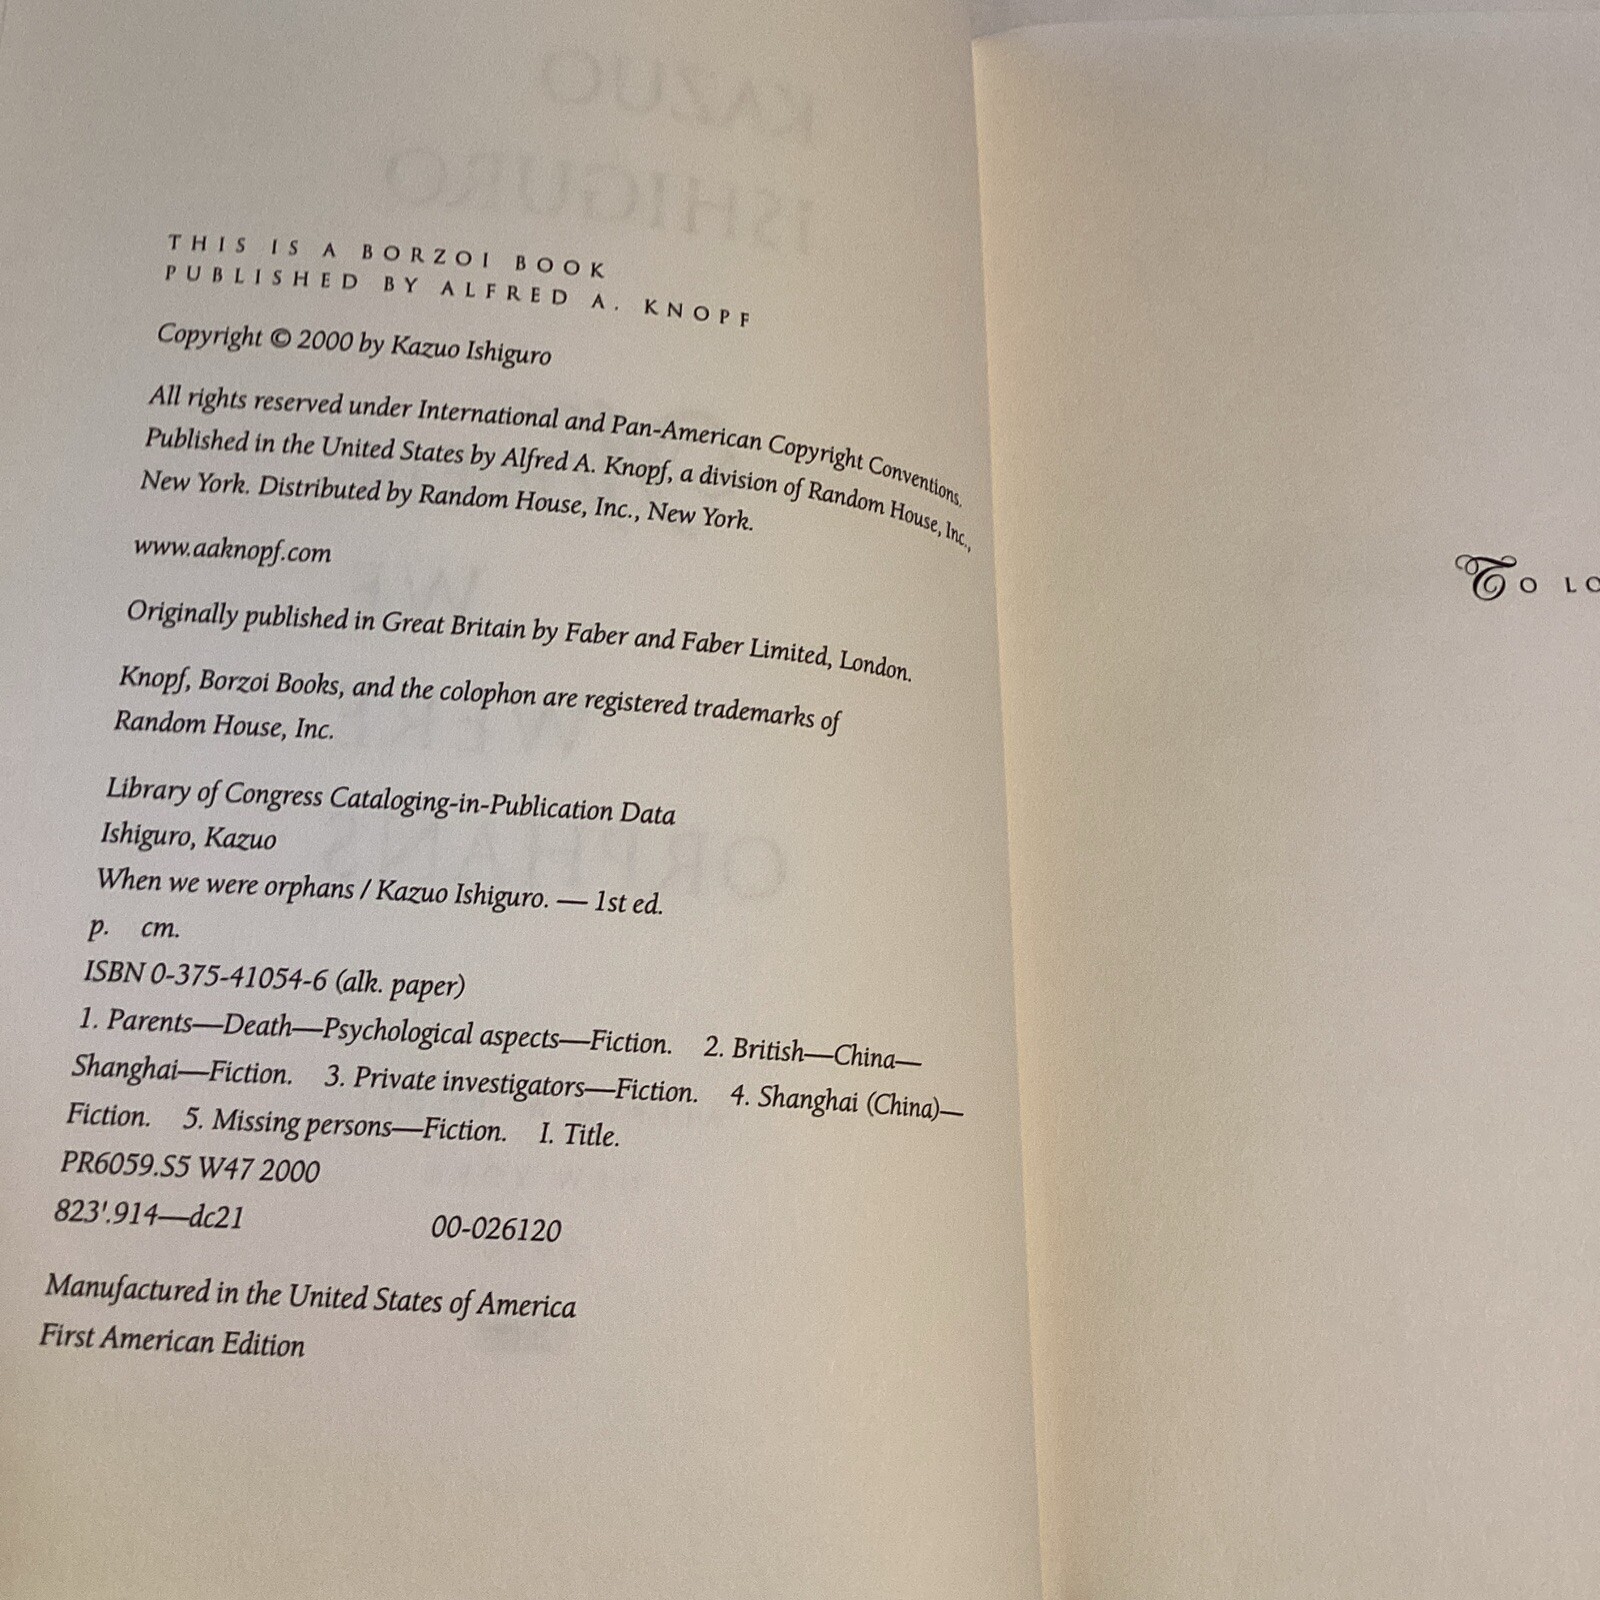 THIS IS A BORZOI BOOK
PUBLISHED BY ALFRED A. KNOPF
Copyright © 2000 by Kazuo Ishiguro
All rights reserved under International and Pan-American Copyright Conventions.
Published in the United States by Alfred A. Knopf, a division of Random House, Inc.,
New York. Distributed by Random House, Inc., New York.
www.aaknopf.com
Originally published in Great Britain by Faber and Faber Limited, London.
Knopf, Borzoi Books, and the colophon are registered trademarks of
Random House, Inc.
Library of Congress Cataloging-in-Publication Data
Ishiguro, Kazuo
When we were orphans / Kazuo Ishiguro. — 1st ed.
p. cm.
ISBN 0-375-41054-6 (alk. paper)
1. Parents—Death—Psychological aspects—Fiction. 2. British—China—
Shanghai—Fiction. 3. Private investigators—Fiction. 4. Shanghai (China)—
Fiction. 5. Missing persons—Fiction. I. Title.
PR6059.S5 W47 2000
823'.914—dc21 00-026120
Manufactured in the United States of America
First American Edition
TO LO